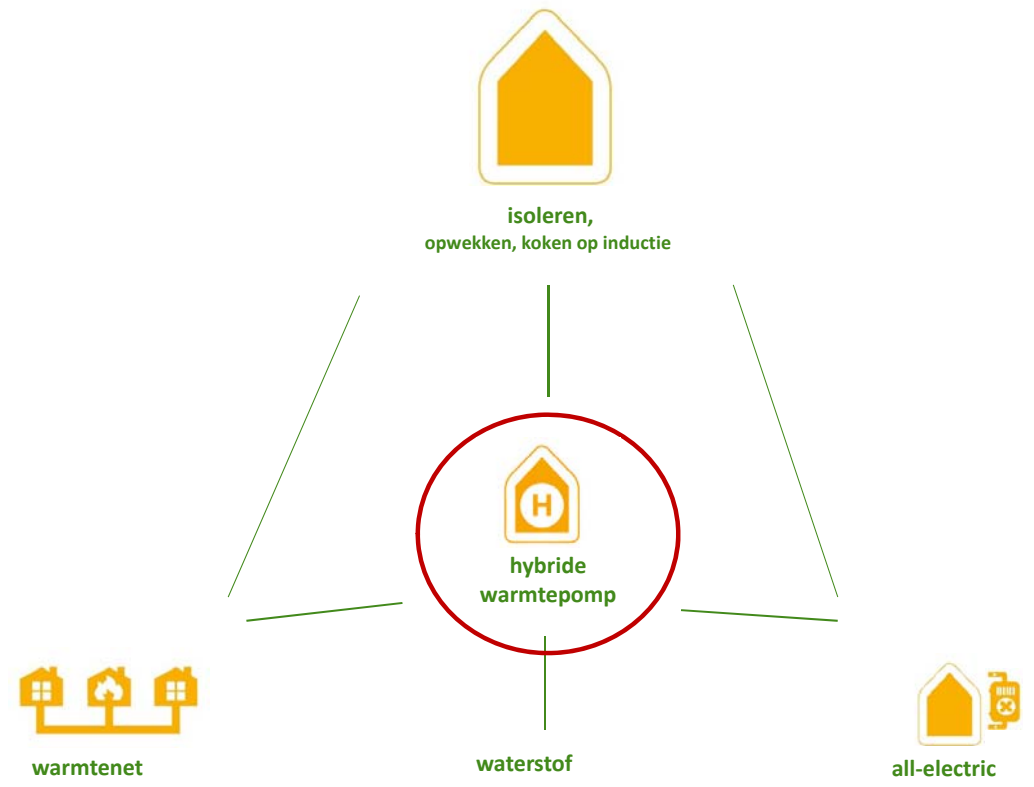 isoleren,
opwekken, koken op inductie
H
hybride
warmtepomp
warmtenet
waterstof
all-electric